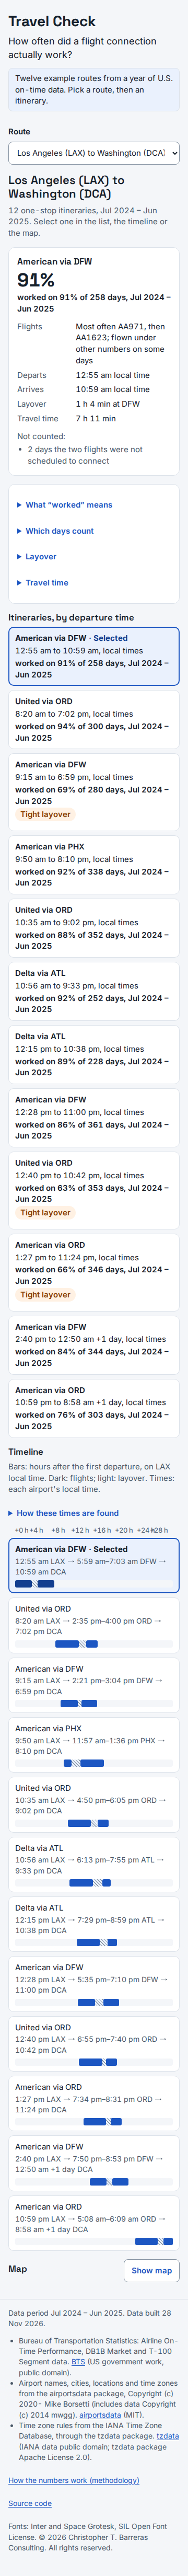 Travel Check
How often did a flight connection
actually work?
Twelve example routes from a year of U.S.
on-time data. Pick a route, then an
itinerary.
Route
Los Angeles (LAX) to Washington (DCA)
Los Angeles (LAX) to
Washington (DCA)
12 one-stop itineraries, Jul 2024 – Jun
2025. Select one in the list, the timeline or
the map.
American via DFW
91%
worked on 91% of 258 days, Jul 2024 –
Jun 2025
Flights Most often AA971, then
AA1623; flown under
other numbers on some
days
Departs 12:55 am local time
Arrives 10:59 am local time
Layover 1 h 4 min at DFW
Travel time 7 h 11 min
Not counted:
• 2 days the two flights were not
scheduled to connect
▶ What “worked” means
▶ Which days count
▶ Layover
▶ Travel time
Itineraries, by departure time
American via DFW · Selected
12:55 am to 10:59 am, local times
worked on 91% of 258 days, Jul 2024 –
Jun 2025
United via ORD
8:20 am to 7:02 pm, local times
worked on 94% of 300 days, Jul 2024 –
Jun 2025
American via DFW
9:15 am to 6:59 pm, local times
worked on 69% of 280 days, Jul 2024 –
Jun 2025
Tight layover
American via PHX
9:50 am to 8:10 pm, local times
worked on 92% of 338 days, Jul 2024 –
Jun 2025
United via ORD
10:35 am to 9:02 pm, local times
worked on 88% of 352 days, Jul 2024 –
Jun 2025
Delta via ATL
10:56 am to 9:33 pm, local times
worked on 92% of 252 days, Jul 2024 –
Jun 2025
Delta via ATL
12:15 pm to 10:38 pm, local times
worked on 89% of 228 days, Jul 2024 –
Jun 2025
American via DFW
12:28 pm to 11:00 pm, local times
worked on 86% of 361 days, Jul 2024 –
Jun 2025
United via ORD
12:40 pm to 10:42 pm, local times
worked on 63% of 353 days, Jul 2024 –
Jun 2025
Tight layover
American via ORD
1:27 pm to 11:24 pm, local times
worked on 66% of 346 days, Jul 2024 –
Jun 2025
Tight layover
American via DFW
2:40 pm to 12:50 am +1 day, local times
worked on 84% of 344 days, Jul 2024 –
Jun 2025
American via ORD
10:59 pm to 8:58 am +1 day, local times
worked on 76% of 303 days, Jul 2024 –
Jun 2025
Timeline
Bars: hours after the first departure, on LAX
local time. Dark: flights; light: layover. Times:
each airport's local time.
▶ How these times are found
+0 h +4 h +8 h +12 h +16 h +20 h +24 h +28 h
American via DFW · Selected
12:55 am LAX → 5:59 am–7:03 am DFW →
10:59 am DCA
United via ORD
8:20 am LAX → 2:35 pm–4:00 pm ORD →
7:02 pm DCA
American via DFW
9:15 am LAX → 2:21 pm–3:04 pm DFW →
6:59 pm DCA
American via PHX
9:50 am LAX → 11:57 am–1:36 pm PHX →
8:10 pm DCA
United via ORD
10:35 am LAX → 4:50 pm–6:05 pm ORD →
9:02 pm DCA
Delta via ATL
10:56 am LAX → 6:13 pm–7:55 pm ATL →
9:33 pm DCA
Delta via ATL
12:15 pm LAX → 7:29 pm–8:59 pm ATL →
10:38 pm DCA
American via DFW
12:28 pm LAX → 5:35 pm–7:10 pm DFW →
11:00 pm DCA
United via ORD
12:40 pm LAX → 6:55 pm–7:40 pm ORD →
10:42 pm DCA
American via ORD
1:27 pm LAX → 7:34 pm–8:31 pm ORD →
11:24 pm DCA
American via DFW
2:40 pm LAX → 7:50 pm–8:53 pm DFW →
12:50 am +1 day DCA
American via ORD
10:59 pm LAX → 5:08 am–6:09 am ORD →
8:58 am +1 day DCA
Map
Show map
Data period Jul 2024 – Jun 2025. Data built 28
Nov 2026.
• Bureau of Transportation Statistics: Airline On-
Time Performance, DB1B Market and T-100
Segment data. BTS (US government work,
public domain).
• Airport names, cities, locations and time zones
from the airportsdata package, Copyright (c)
2020- Mike Borsetti (includes data Copyright
(c) 2014 mwgg). airportsdata (MIT).
• Time zone rules from the IANA Time Zone
Database, through the tzdata package. tzdata
(IANA data public domain; tzdata package
Apache License 2.0).
How the numbers work (methodology)
Source code
Fonts: Inter and Space Grotesk, SIL Open Font
License. © 2026 Christopher T. Barreras
Consulting. All rights reserved.